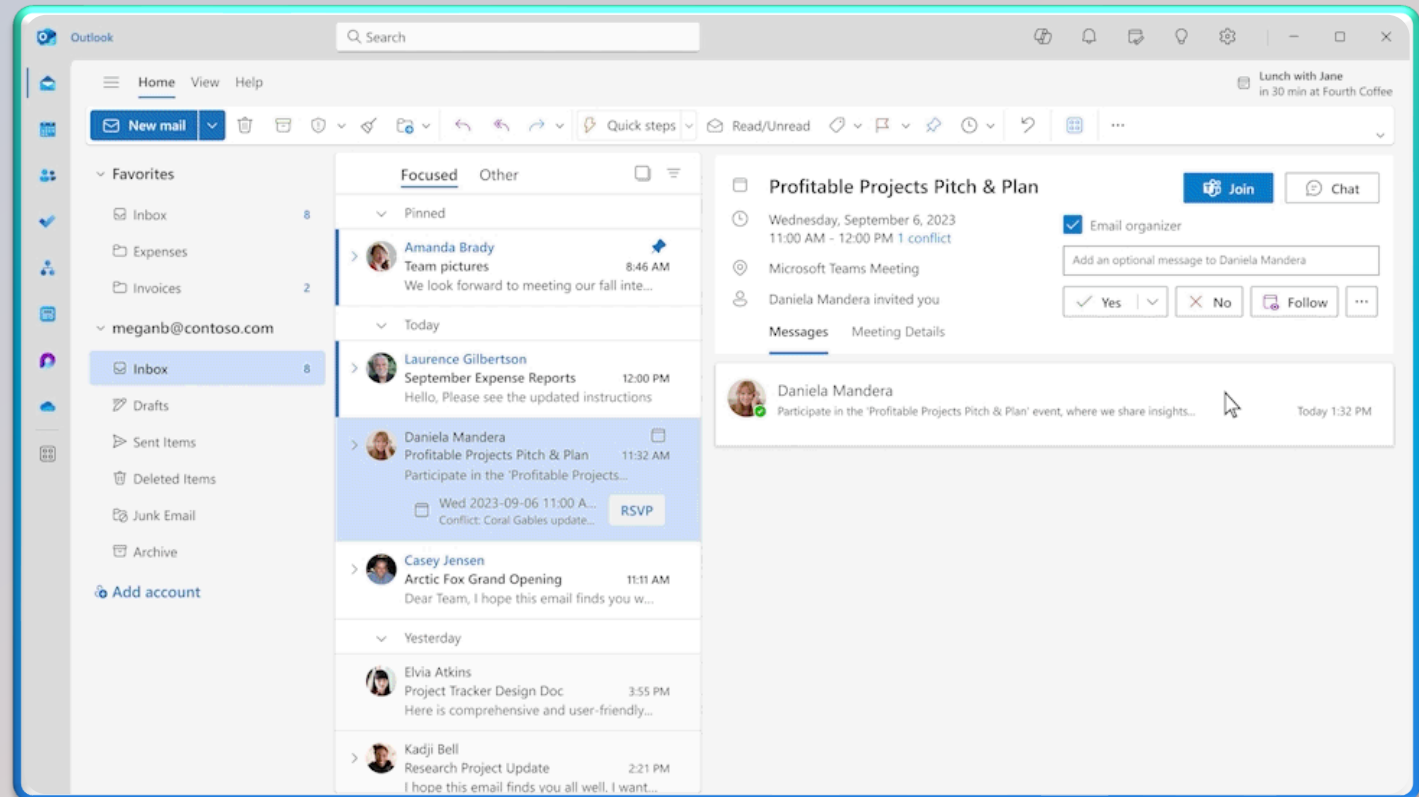 Outlook
Search
Home View Help
Lunch with Jane
in 30 min at Fourth Coffee
New mail
Quick steps
Read/Unread
Favorites
Inbox 8
Expenses
Invoices 2
meganb@contoso.com
Inbox 8
Drafts
Sent Items
Deleted Items
Junk Email
Archive
Add account
Focused Other
Pinned
Amanda Brady
Team pictures 8:46 AM
We look forward to meeting our fall inte...
Today
Laurence Gilbertson
September Expense Reports 12:00 PM
Hello, Please see the updated instructions
Daniela Mandera
Profitable Projects Pitch & Plan 11:32 AM
Participate in the 'Profitable Projects...
Wed 2023-09-06 11:00 A...
Conflict: Coral Gables update...
RSVP
Casey Jensen
Arctic Fox Grand Opening 11:11 AM
Dear Team, I hope this email finds you w...
Yesterday
Elvia Atkins
Project Tracker Design Doc 3:55 PM
Here is comprehensive and user-friendly...
Kadji Bell
Research Project Update 2:21 PM
I hope this email finds you all well. I want...
Profitable Projects Pitch & Plan
Join
Chat
Wednesday, September 6, 2023
11:00 AM - 12:00 PM 1 conflict
Microsoft Teams Meeting
Daniela Mandera invited you
Email organizer
Add an optional message to Daniela Mandera
Yes
No
Follow
Messages Meeting Details
Daniela Mandera
Participate in the 'Profitable Projects Pitch & Plan' event, where we share insights...
Today 1:32 PM